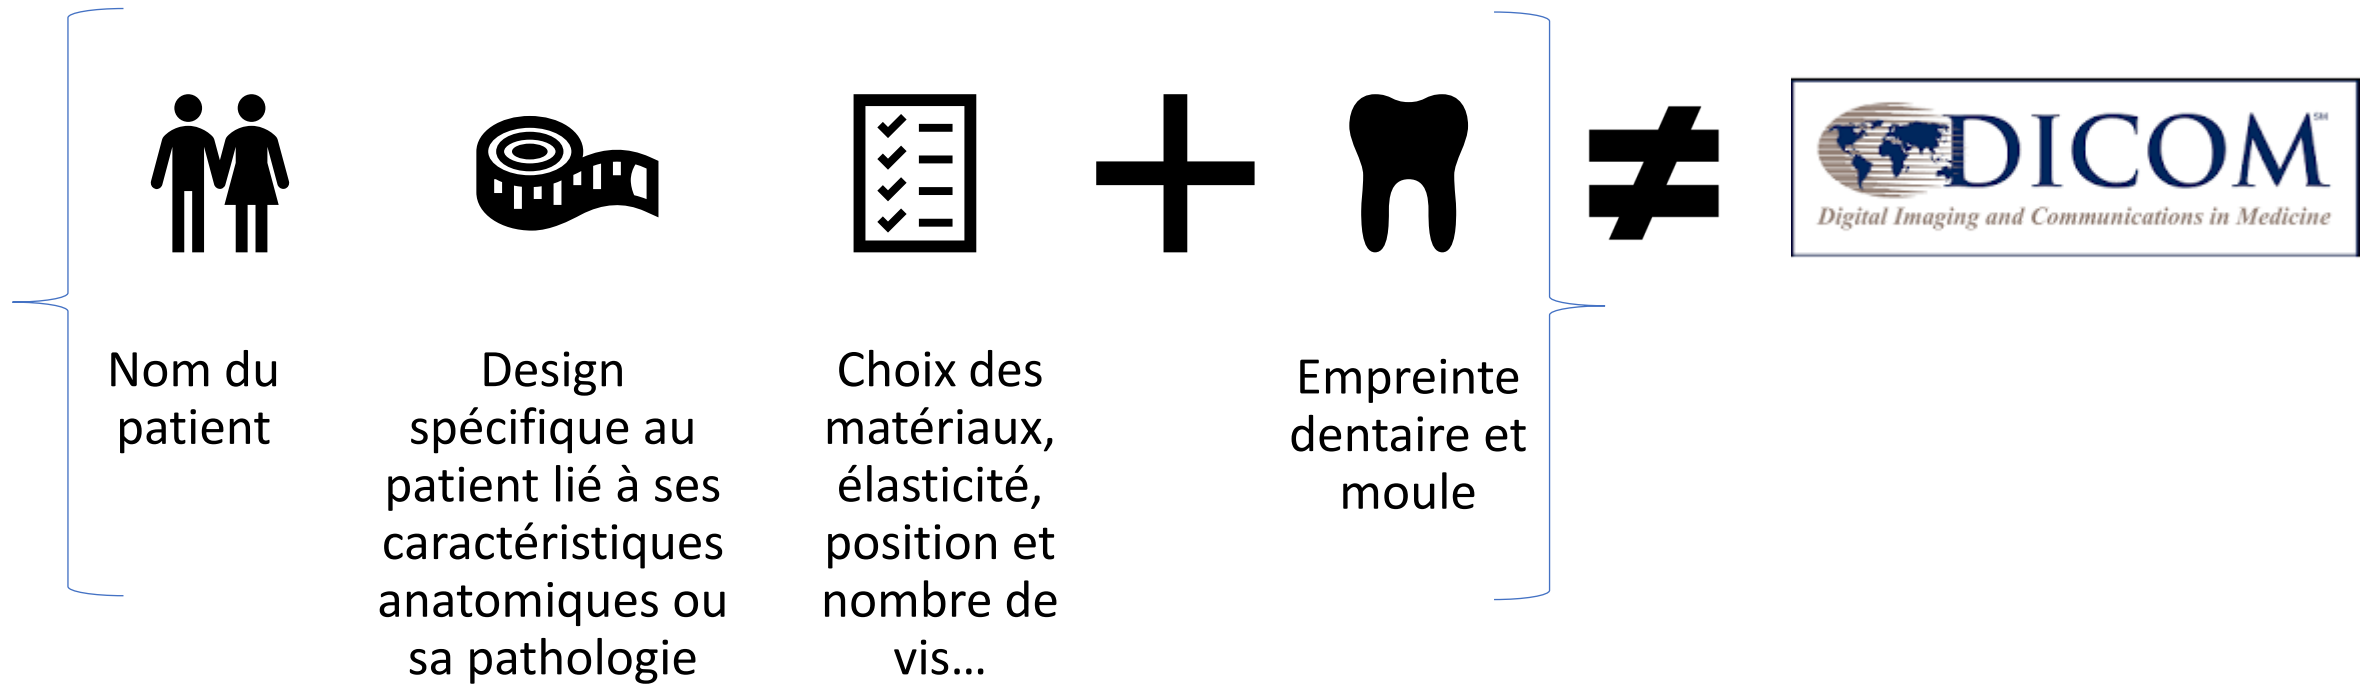 Nom du
patient
Design
spécifique au
patient lié à ses
caractéristiques
anatomiques ou
sa pathologie
Choix des
matériaux,
élasticité,
position et
nombre de
vis...
Empreinte
dentaire et
moule
DICOM SM
Digital Imaging and Communications in Medicine